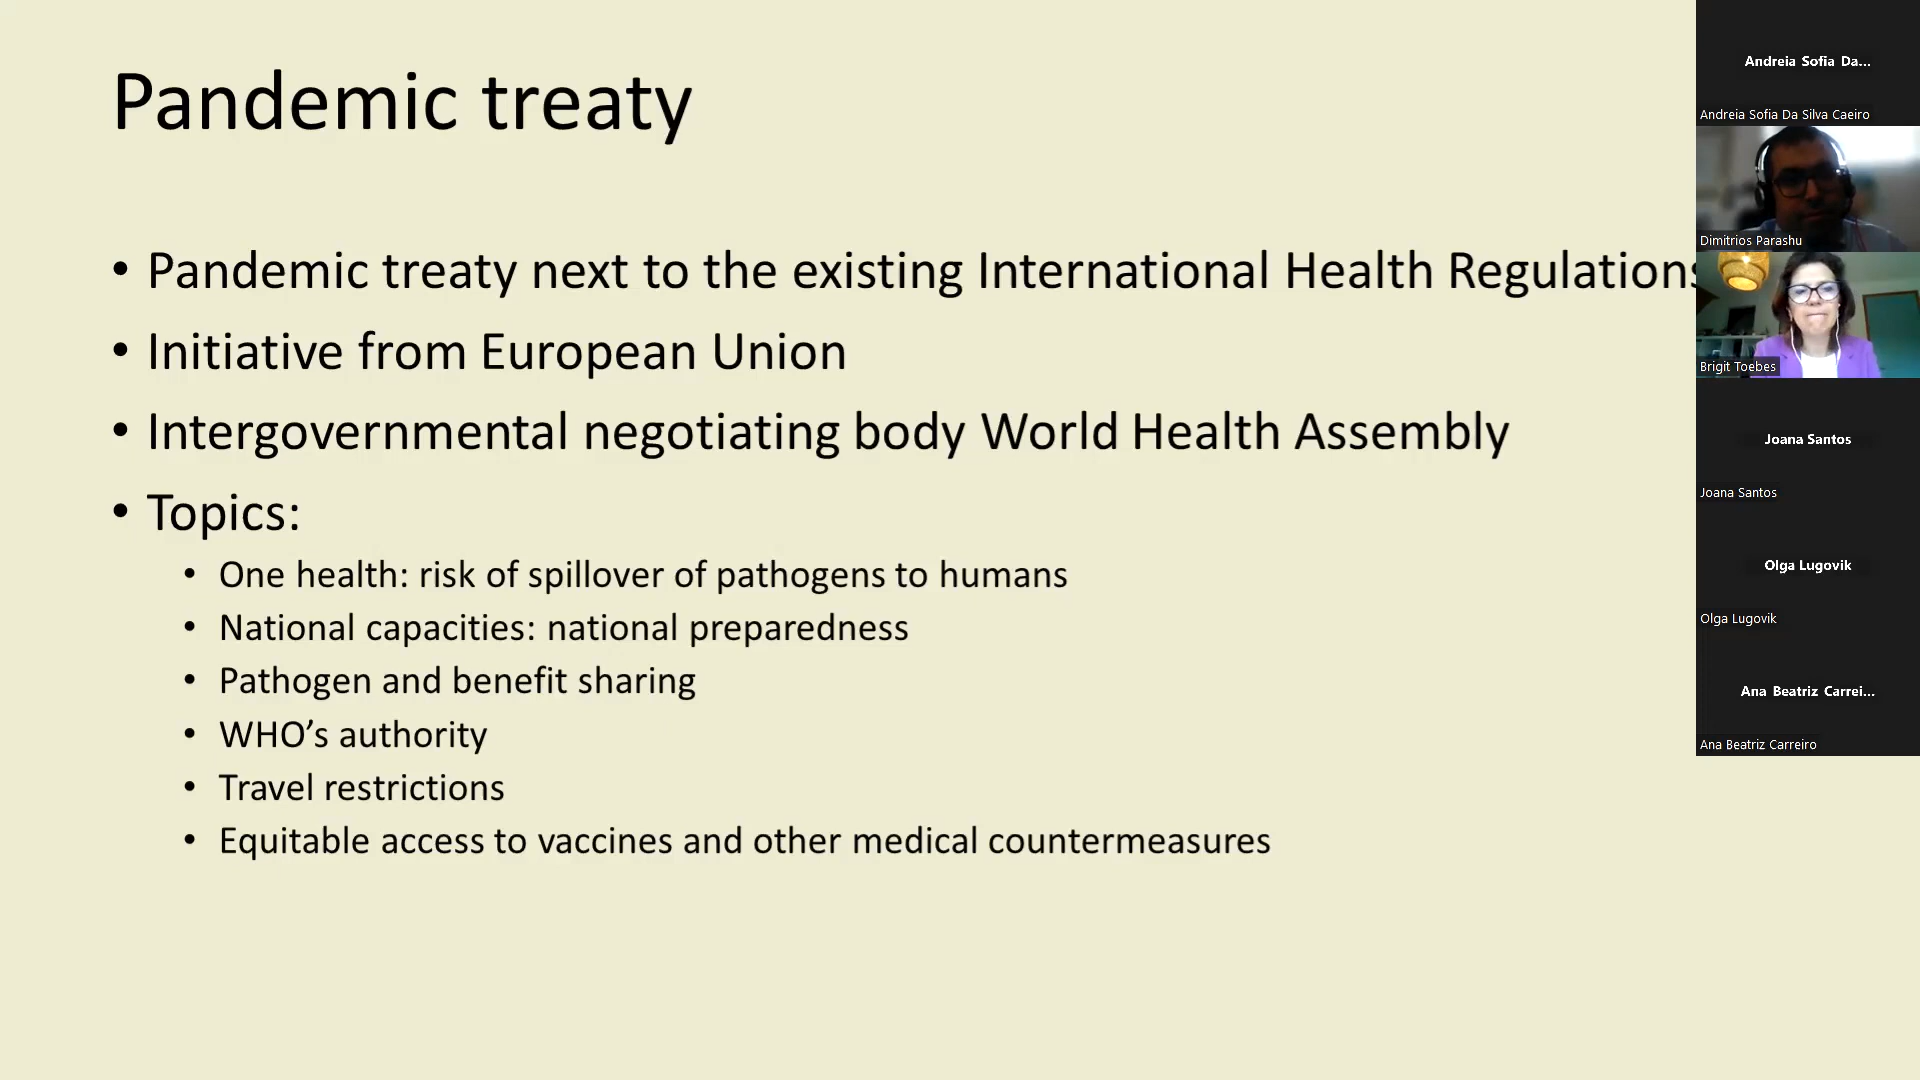 Pandemic treaty
• Pandemic treaty next to the existing International Health Regulations
• Initiative from European Union
• Intergovernmental negotiating body World Health Assembly
• Topics:
• One health: risk of spillover of pathogens to humans
• National capacities: national preparedness
• Pathogen and benefit sharing
• WHO’s authority
• Travel restrictions
• Equitable access to vaccines and other medical countermeasures
Andreia Sofia Da...
Andreia Sofia Da Silva Caeiro
Dimitrios Parashu
Brigit Toebes
Joana Santos
Joana Santos
Olga Lugovik
Olga Lugovik
Ana Beatriz Carrei...
Ana Beatriz Carreiro